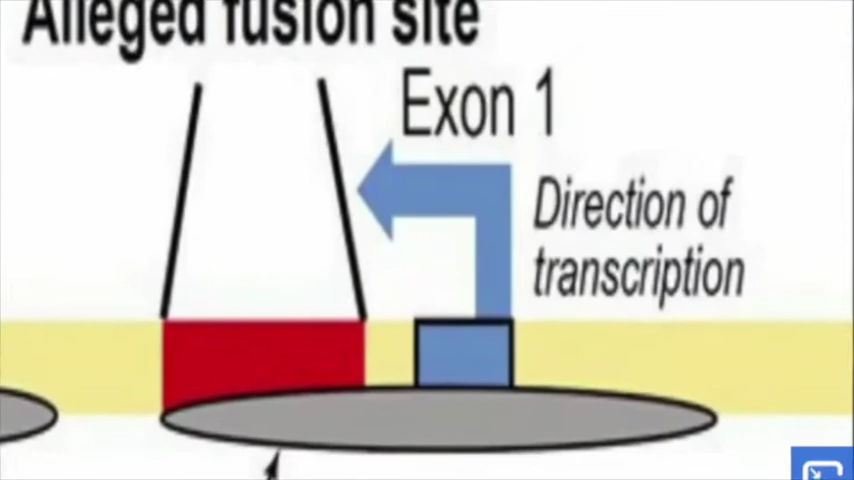 Alleged fusion site
Exon 1
Direction of
transcription